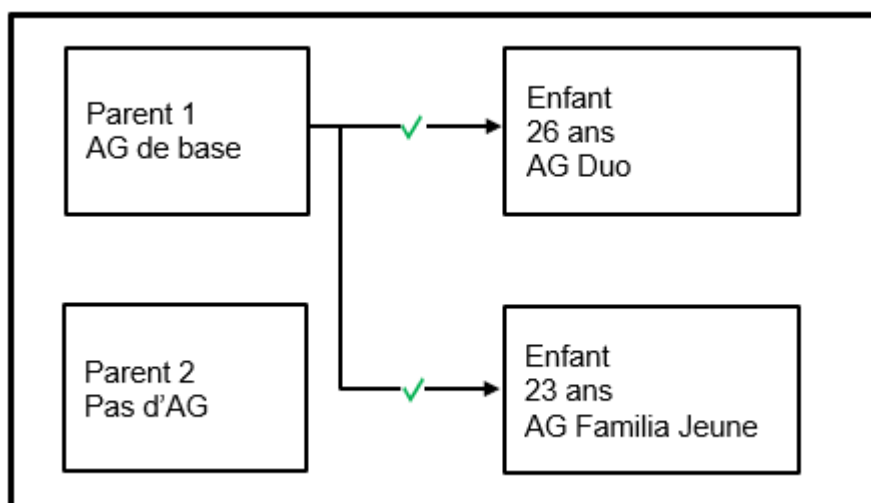 Parent 1
AG de base
Enfant
26 ans
AG Duo
Parent 2
Pas d'AG
Enfant
23 ans
AG Familia Jeune